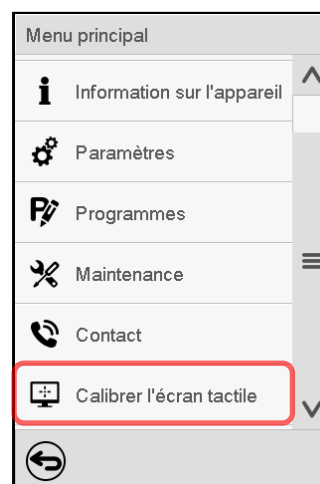 Menu principal
Information sur l'appareil
Paramètres
Programmes
Maintenance
Contact
Calibrer l'écran tactile